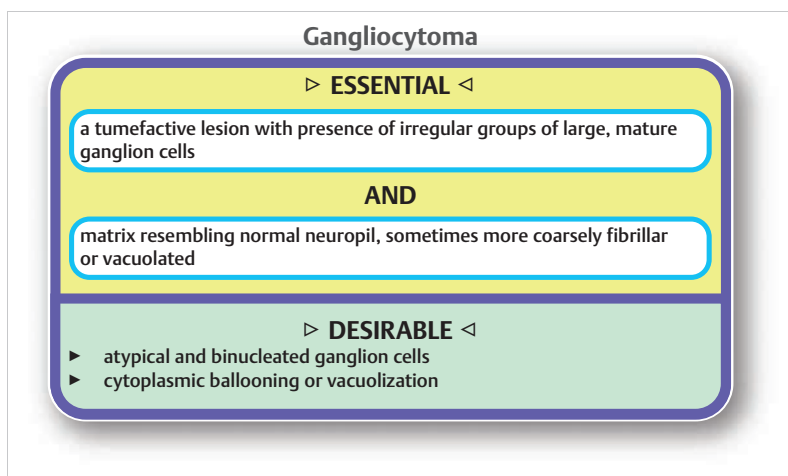 Gangliocytoma
▷ ESSENTIAL ◁
a tumefactive lesion with presence of irregular groups of large, mature
ganglion cells
AND
matrix resembling normal neuropil, sometimes more coarsely fibrillar
or vacuolated
▷ DESIRABLE ◁
► atypical and binucleated ganglion cells
► cytoplasmic ballooning or vacuolization